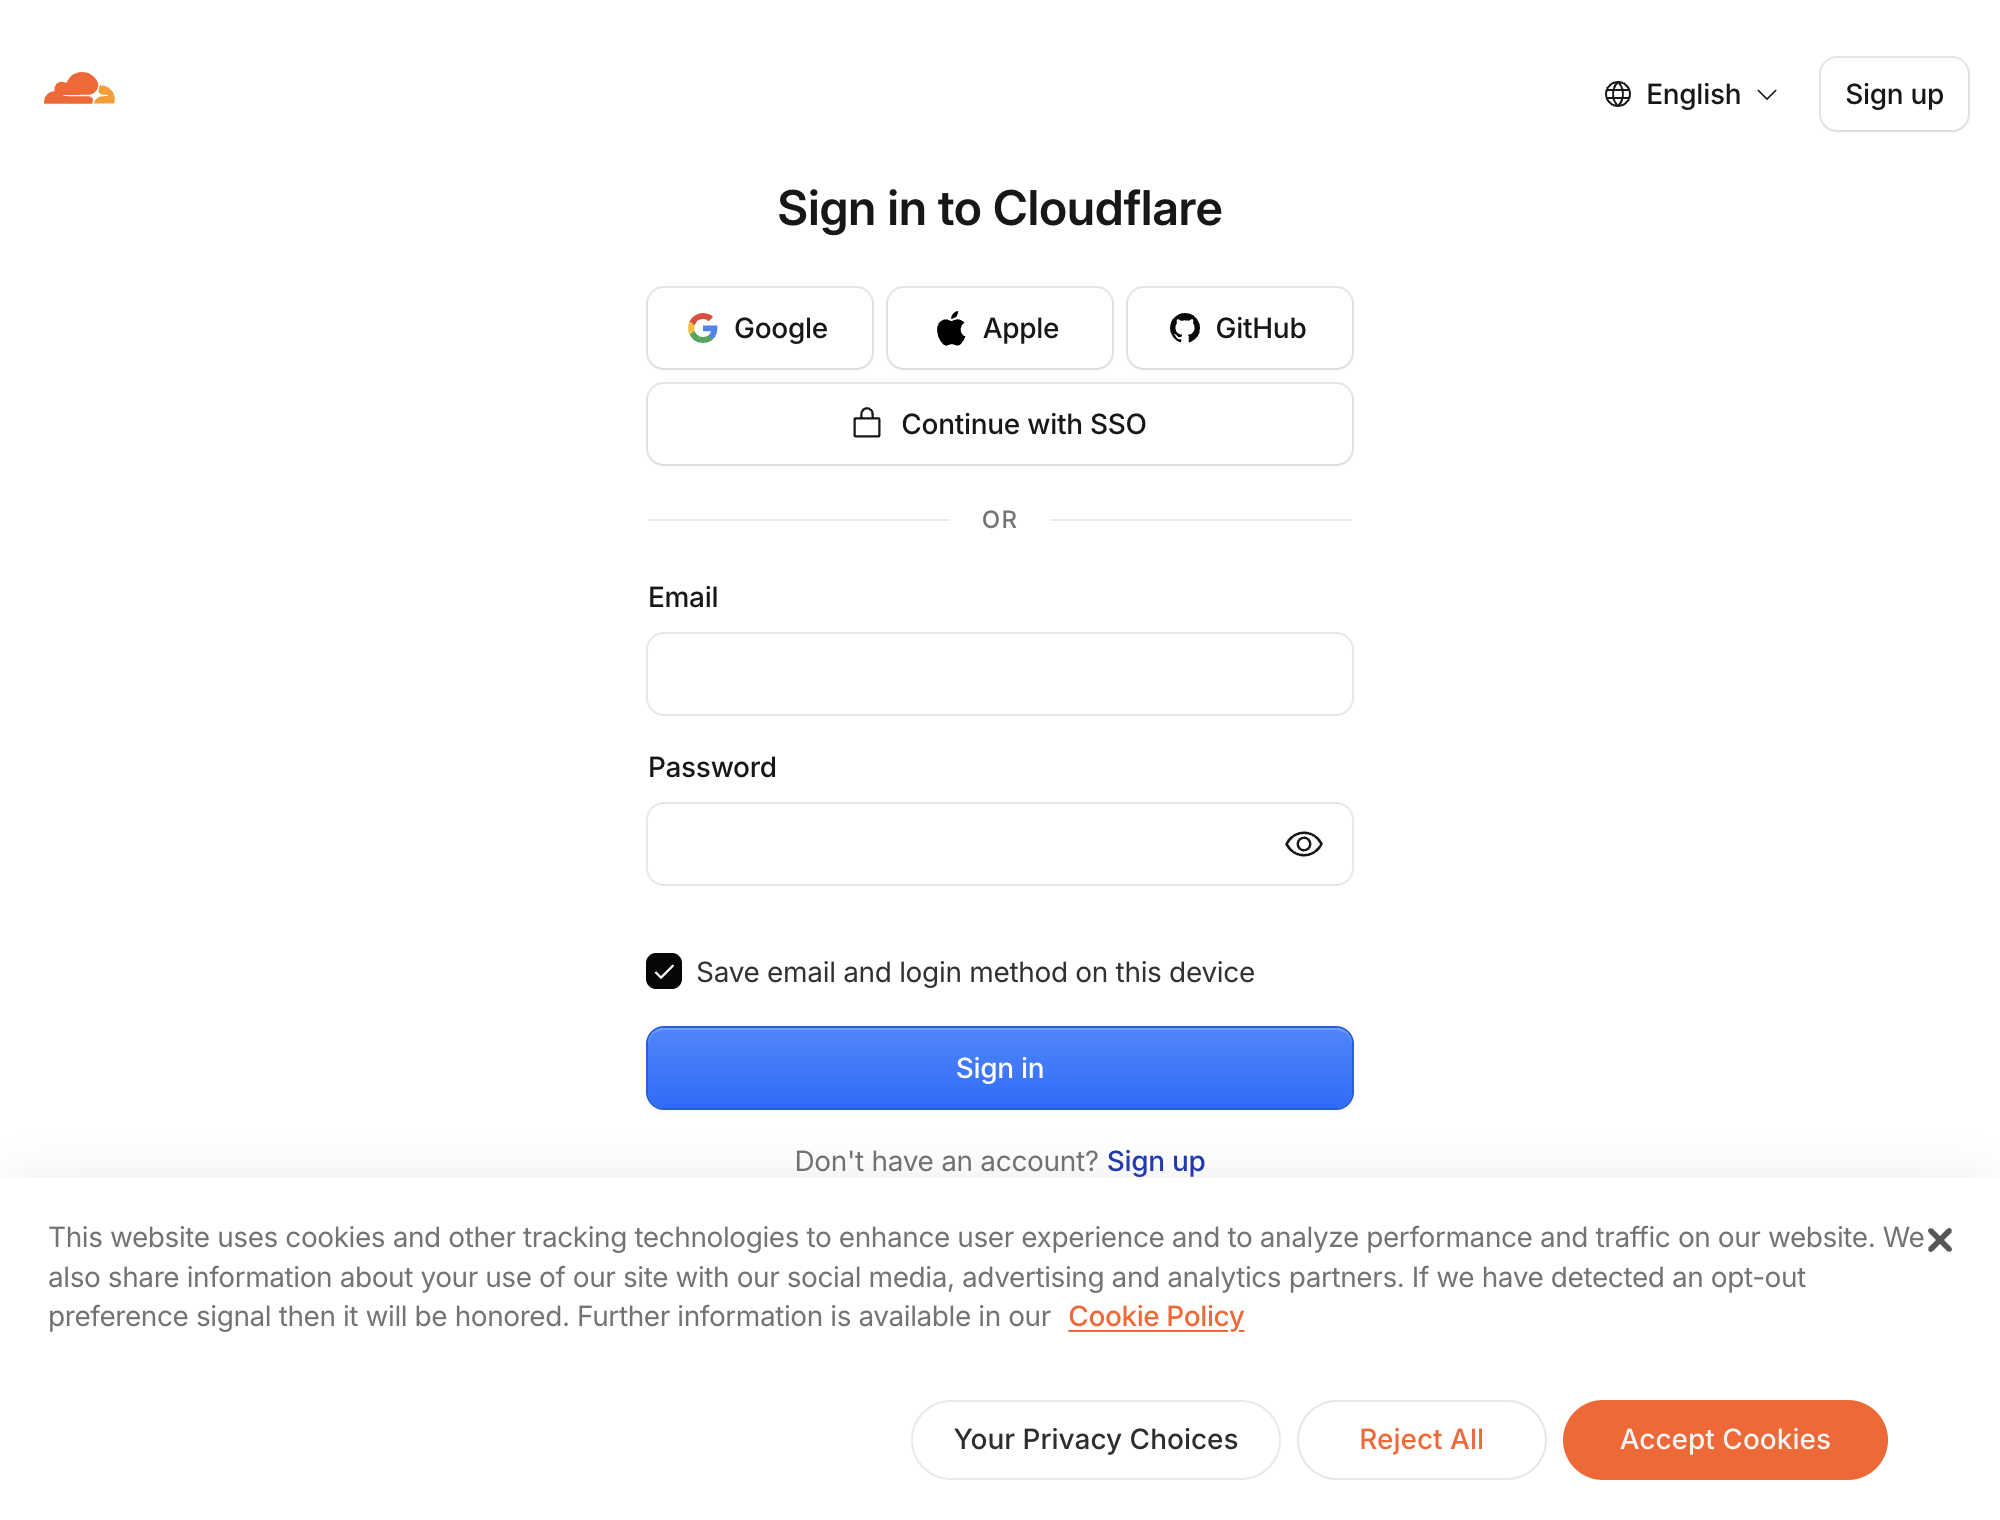 English
Sign up
Sign in to Cloudflare
Google
Apple
GitHub
Continue with SSO
OR
Email
Password
Save email and login method on this device
Sign in
Don't have an account? Sign up
This website uses cookies and other tracking technologies to enhance user experience and to analyze performance and traffic on our website. We
also share information about your use of our site with our social media, advertising and analytics partners. If we have detected an opt-out
preference signal then it will be honored. Further information is available in our Cookie Policy
Your Privacy Choices
Reject All
Accept Cookies